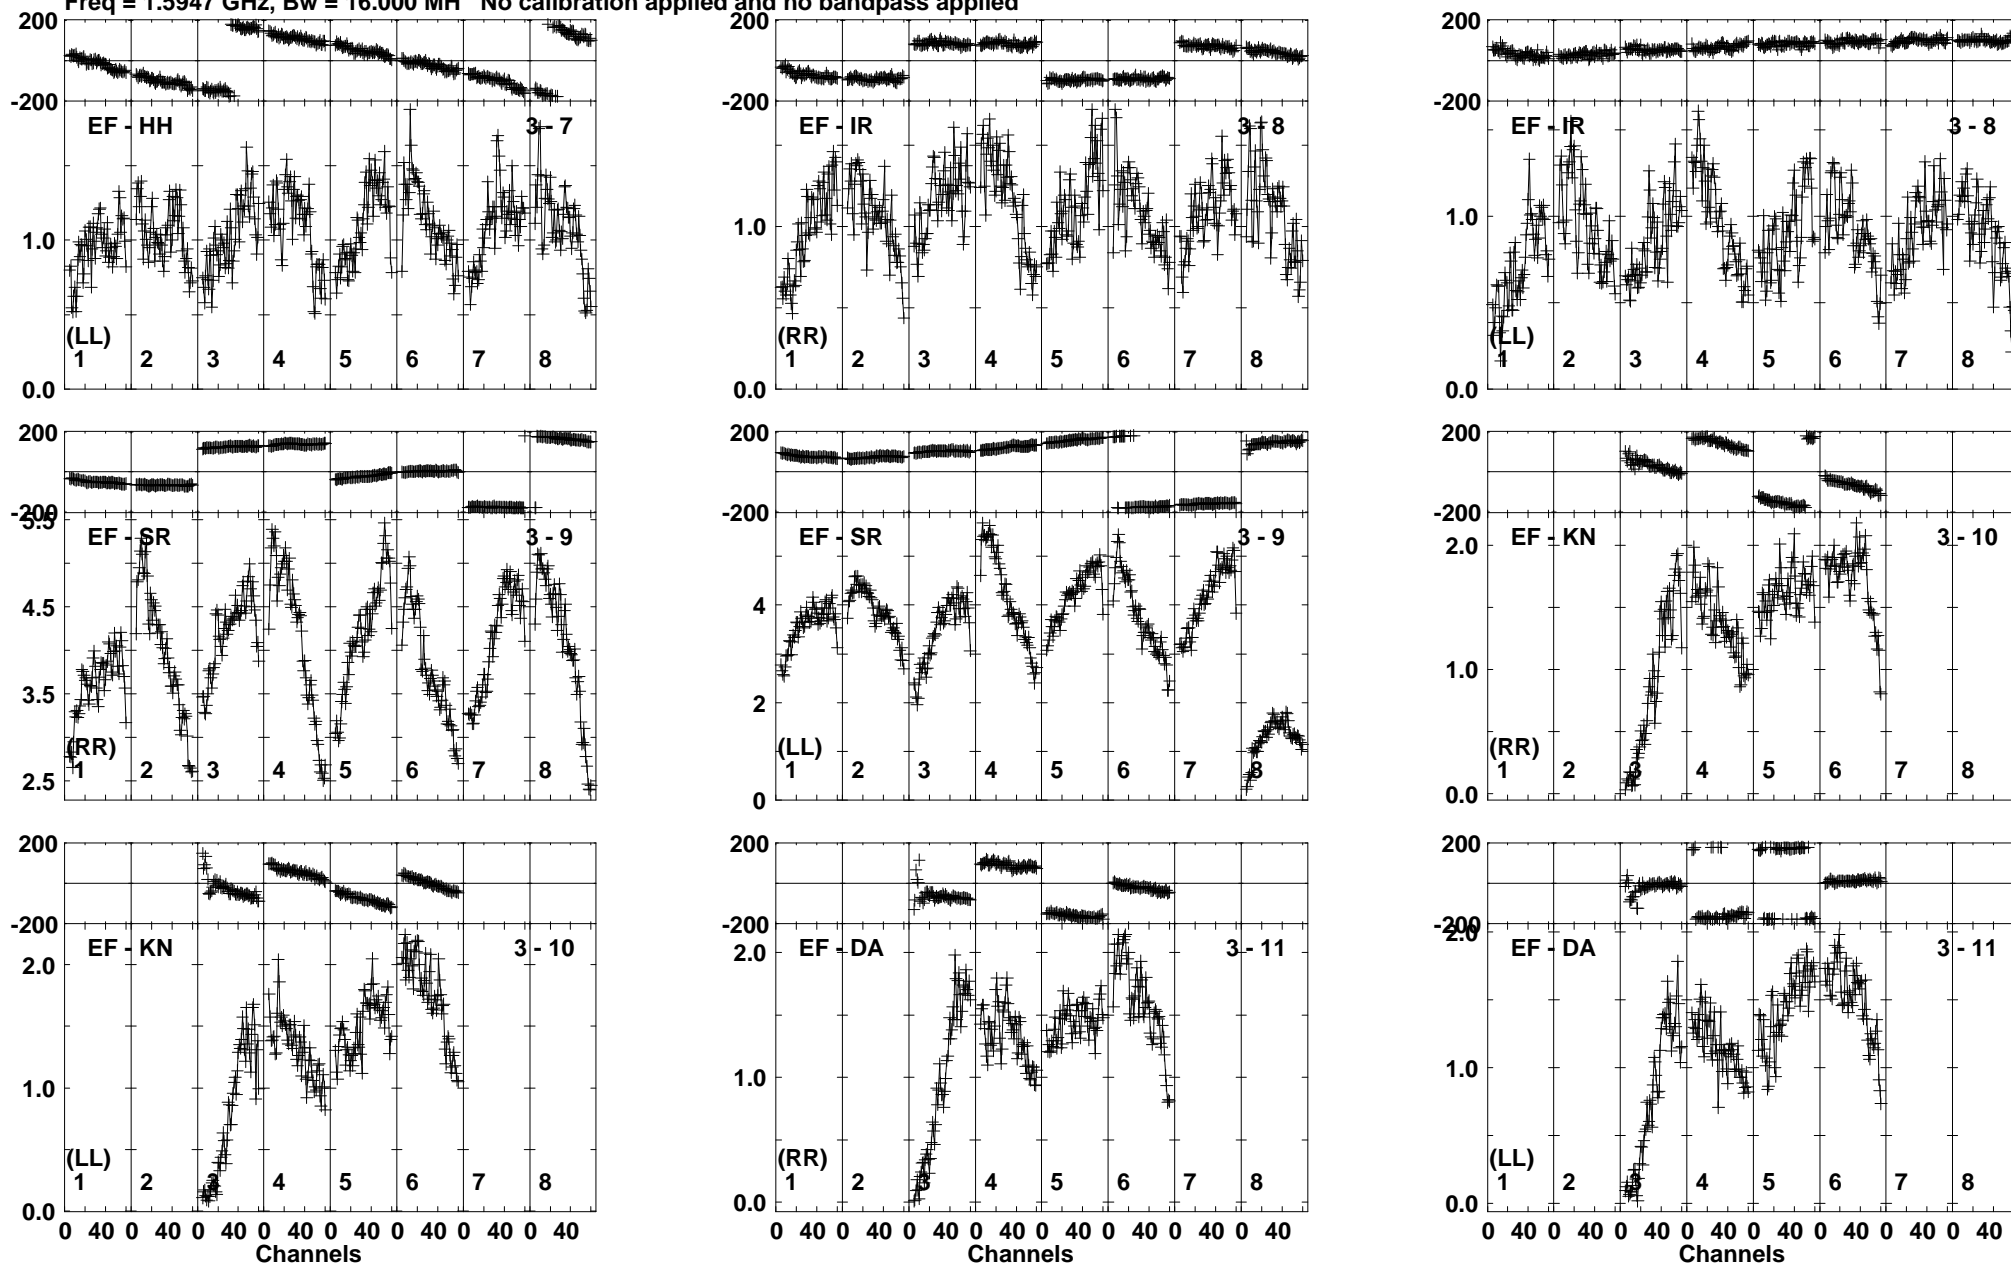 Freq = 1.5947 GHz, Bw = 16.000 MH No calibration applied and no bandpass applied
200 200 200
-200 -200 -200
EF - HH 3 - 7 EF - IR 3 - 8 EF - IR 3 - 8
1.0 1.0 1.0
(LL) (RR) (LL)
1 2 3 4 5 6 7 8 1 2 3 4 5 6 7 8 1 2 3 4 5 6 7 8
0.0 0.0 0.0
200 200 200
-200 -200 -200
5.5
EF - SR 3 - 9 EF - SR 3 - 9 EF - KN 3 - 10
2.0
4.5 4
3.5 1.0
2
(RR) (LL) (RR)
1 2 3 4 5 6 7 8 1 2 3 4 5 6 7 8 1 2 3 4 5 6 7 8
2.5 0 0.0
200 200 200
-200 -200 -200
2.0
EF - KN 3 - 10 EF - DA 3 - 11 EF - DA 3 - 11
2.0 2.0
1.0 1.0 1.0
(LL) (RR) (LL)
1 2 3 4 5 6 7 8 1 2 3 4 5 6 7 8 1 2 3 4 5 6 7 8
0.0 0.0 0.0
0 40 0 40 0 40 0 40 0 40 0 40 0 40 0 40 0 40 0 40 0 40 0 40 0 40 0 40 0 40 0 40 0 40 0 40 0 40 0 40 0 40 0 40 0 40 0 40
Channels Channels Channels